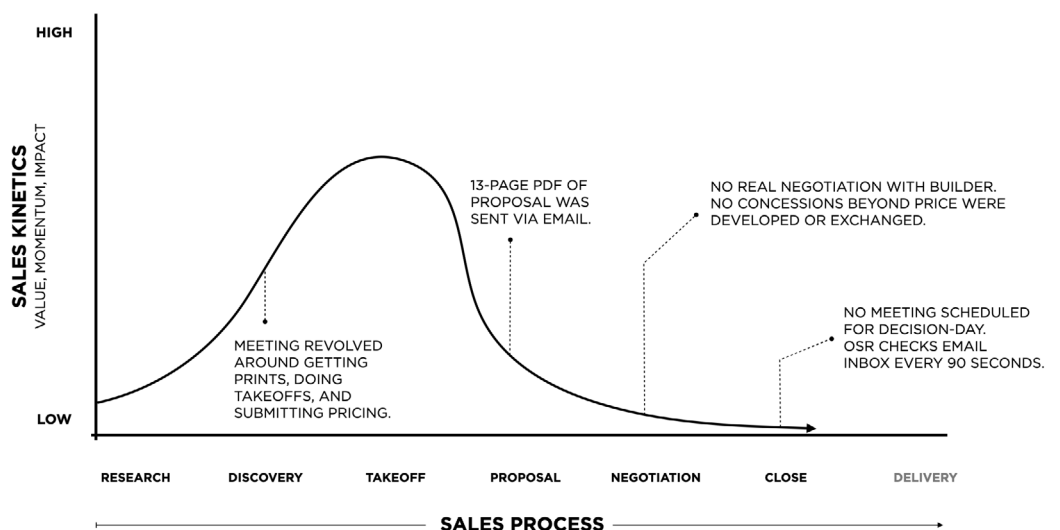 HIGH
SALES KINETICS
VALUE, MOMENTUM, IMPACT
LOW
MEETING REVOLVED
AROUND GETTING
PRINTS, DOING
TAKEOFFS, AND
SUBMITTING PRICING.
13-PAGE PDF OF
PROPOSAL WAS
SENT VIA EMAIL.
NO REAL NEGOTIATION WITH BUILDER.
NO CONCESSIONS BEYOND PRICE WERE
DEVELOPED OR EXCHANGED.
NO MEETING SCHEDULED
FOR DECISION-DAY.
OSR CHECKS EMAIL
INBOX EVERY 90 SECONDS.
RESEARCH DISCOVERY TAKEOFF PROPOSAL NEGOTIATION CLOSE DELIVERY
SALES PROCESS